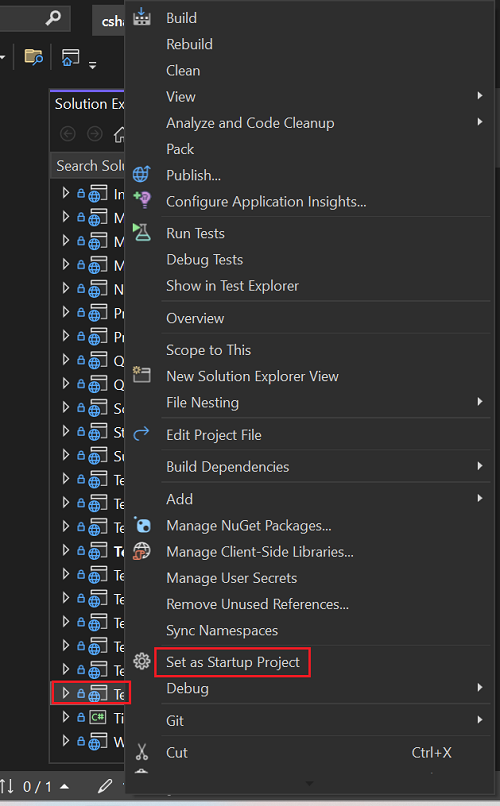 csha
Build
Rebuild
Clean
View
Solution Ex
Analyze and Code Cleanup
Pack
Search Solu
Publish...
Configure Application Insights...
In
M
Run Tests
M
Debug Tests
M
Show in Test Explorer
N
Pr
Overview
Pr
Scope to This
Q
New Solution Explorer View
Q
File Nesting
So
St
Edit Project File
Su
Build Dependencies
Te
Te
Add
Te
Manage NuGet Packages...
Te
Manage Client-Side Libraries...
Te
Manage User Secrets
Te
Remove Unused References...
Te
Sync Namespaces
Te
Te
Set as Startup Project
Te
Debug
Ti
C#
Git
W
Cut Ctrl+X
0 / 1